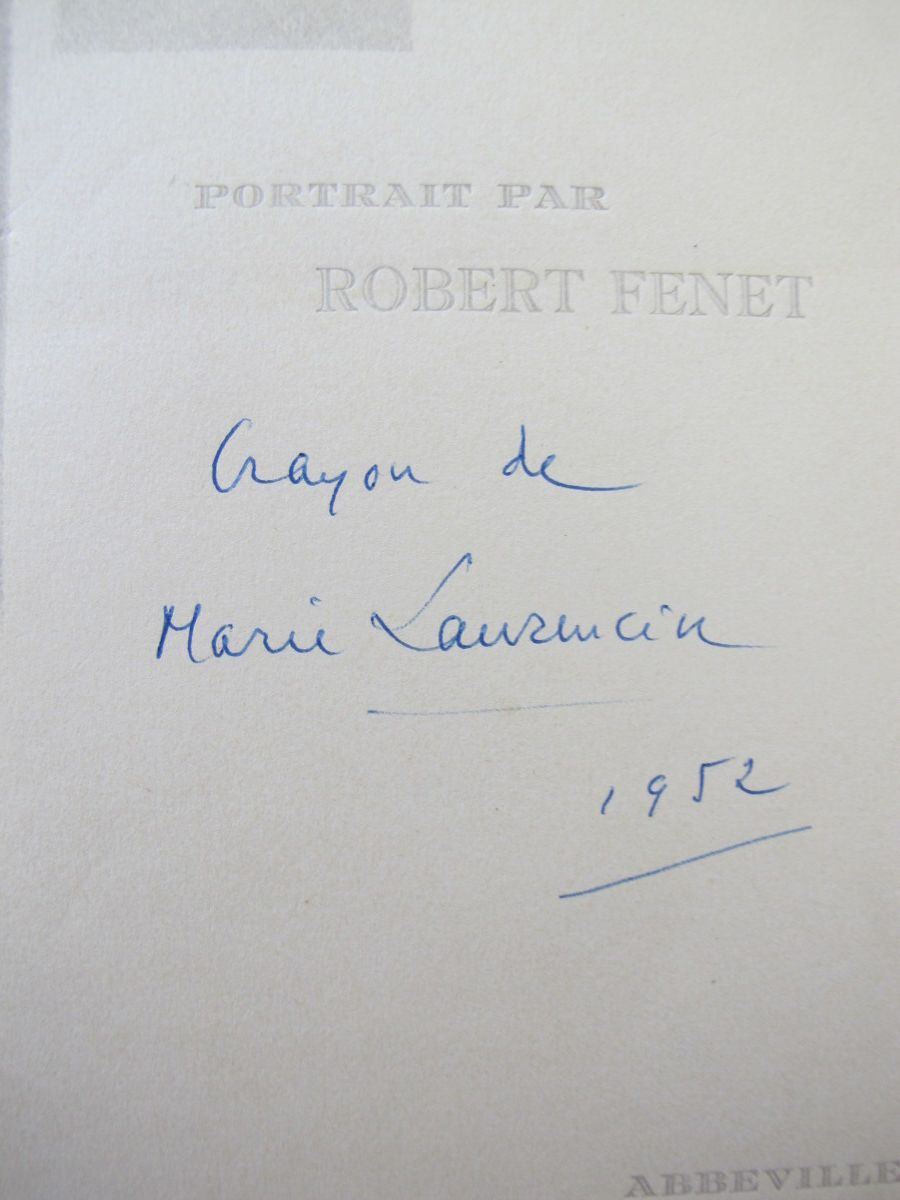 PORTRAIT PAR
ROBERT FENET
Crayon de
Marie Laurencin
1952
ABBEVILLE